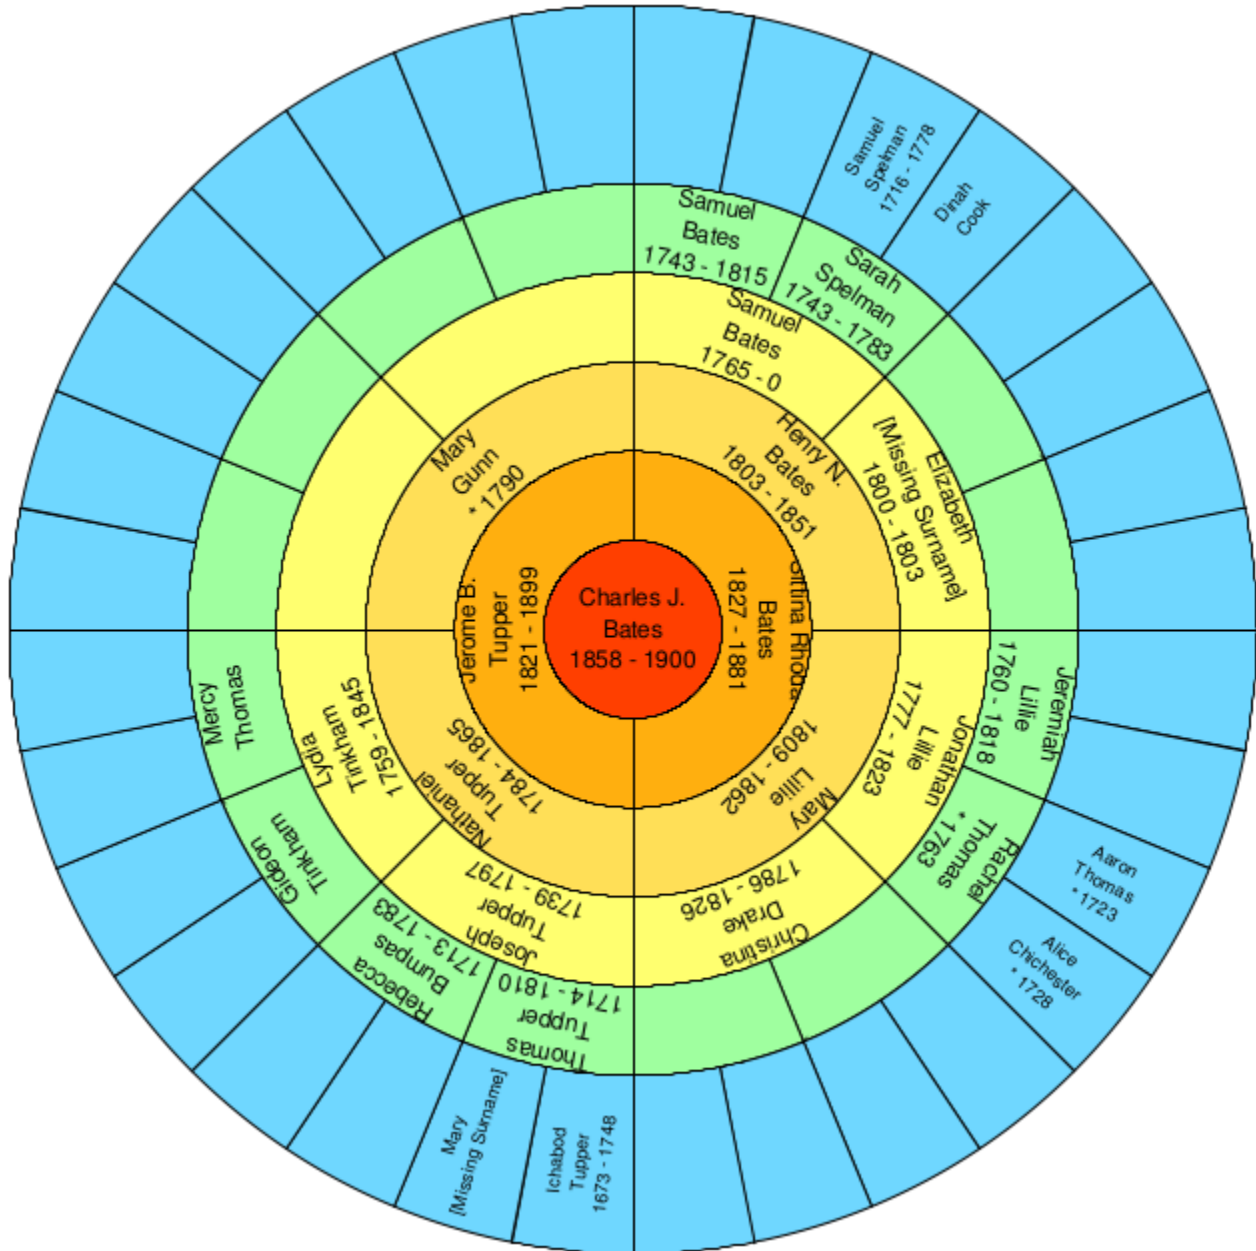 Charles J.
Bates
1858 - 1900
Jerome B.
Tupper
1821 - 1899
Sittina Rhoda
Bates
1827 - 1881
Nathaniel
Tupper
1784 - 1865
Mary
Gunn
*1790
Henry N.
Bates
1803 - 1851
Mary
Lillie
1809 - 1862
Joseph
Tupper
1739 - 1797
Lydia
Tinkham
1759 - 1845
Samuel
Bates
1765 - 0
Elizabeth
[Missing Surname]
1800 - 1803
Jonathan
Lillie
1777 - 1823
Christina
Drake
1786 - 1826
Thomas
Tupper
1714 - 1810
Rebecca
Bumpas
1713 - 1783
Gideon
Tinkham
Mercy
Thomas
Samuel
Bates
1743 - 1815
Sarah
Spelman
1743 - 1783
Jeremiah
Lillie
1760 - 1818
Rachel
Thomas
*1763
Ichabod
Tupper
1673 - 1748
Mary
[Missing Surname]
Samuel
Spelman
1716 - 1778
Dinah
Cook
Aaron
Thomas
*1723
Alice
Chichester
*1728